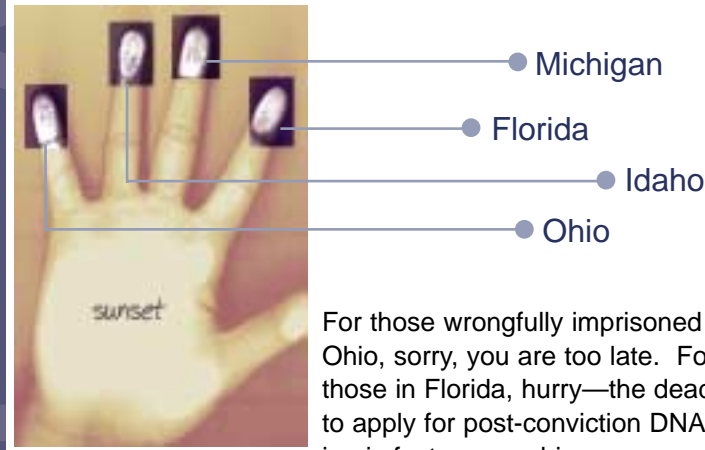 Michigan
Florida
Idaho
Ohio
sunset
For those wrongfully imprisoned
Ohio, sorry, you are too late. Fo
those in Florida, hurry—the dead
to apply for post-conviction DNA